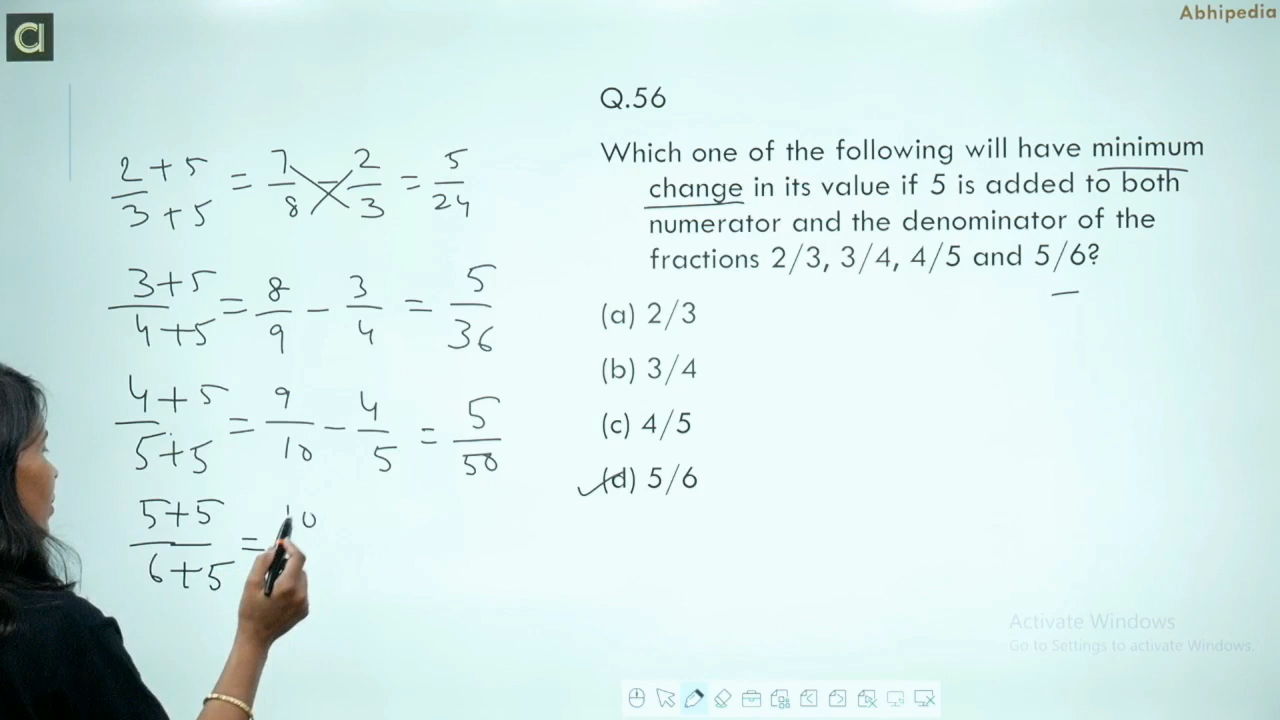 Abhipedia
Q.56
Which one of the following will have minimum
change in its value if 5 is added to both
numerator and the denominator of the
fractions 2/3, 3/4, 4/5 and 5/6?
(a) 2/3
(b) 3/4
(c) 4/5
(d) 5/6
2 + 5
3 + 5
= 7/8 - 2/3 = 5/24
3 + 5
4 + 5
= 8/9 - 3/4 = 5/36
4 + 5
5 + 5
= 9/10 - 4/5 = 5/50
5 + 5
6 + 5
= 10
Activate Windows
Go to Settings to activate Windows.